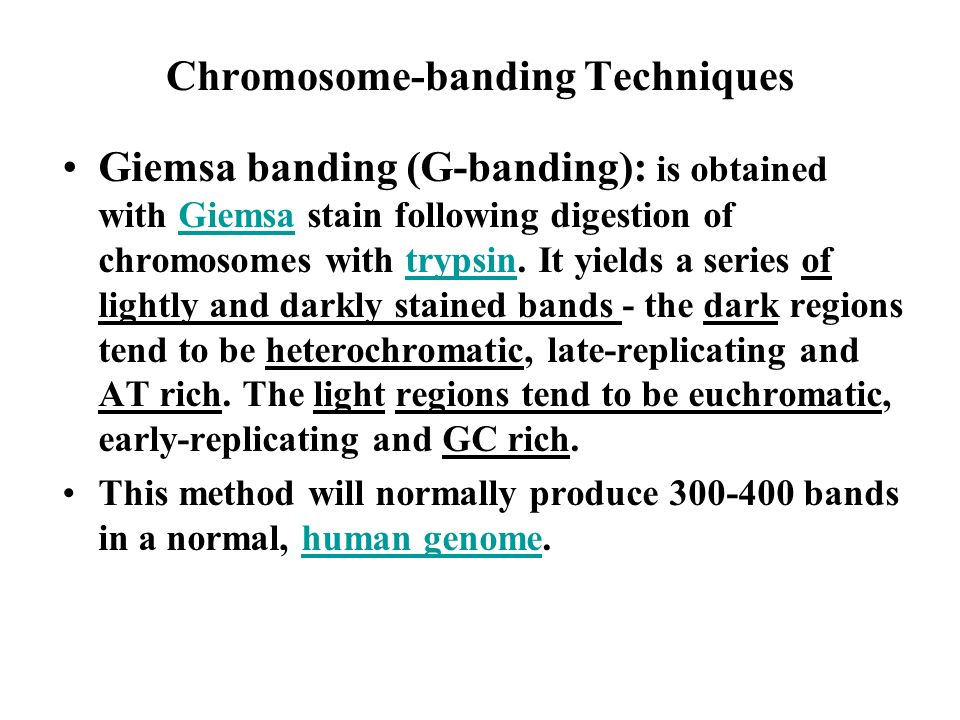 Chromosome-banding Techniques
• Giemsa banding (G-banding): is obtained
with Giemsa stain following digestion of
chromosomes with trypsin. It yields a series of
lightly and darkly stained bands - the dark regions
tend to be heterochromatic, late-replicating and
AT rich. The light regions tend to be euchromatic,
early-replicating and GC rich.
• This method will normally produce 300-400 bands
in a normal, human genome.